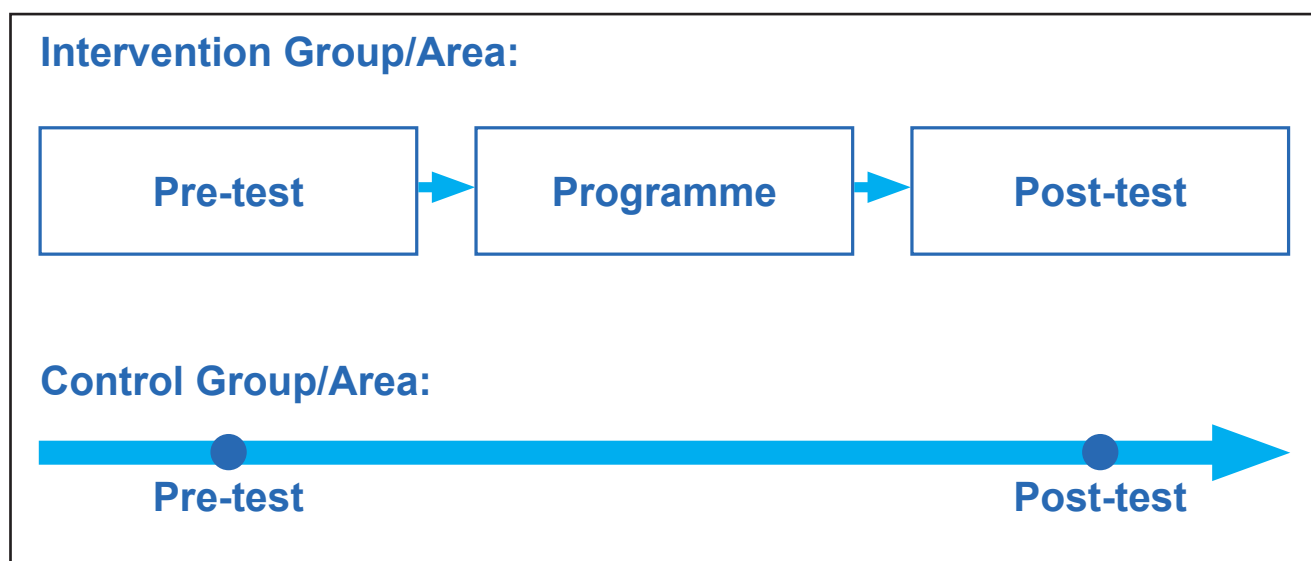 Intervention Group/Area:
Pre-test
Programme
Post-test
Control Group/Area:
Pre-test
Post-test